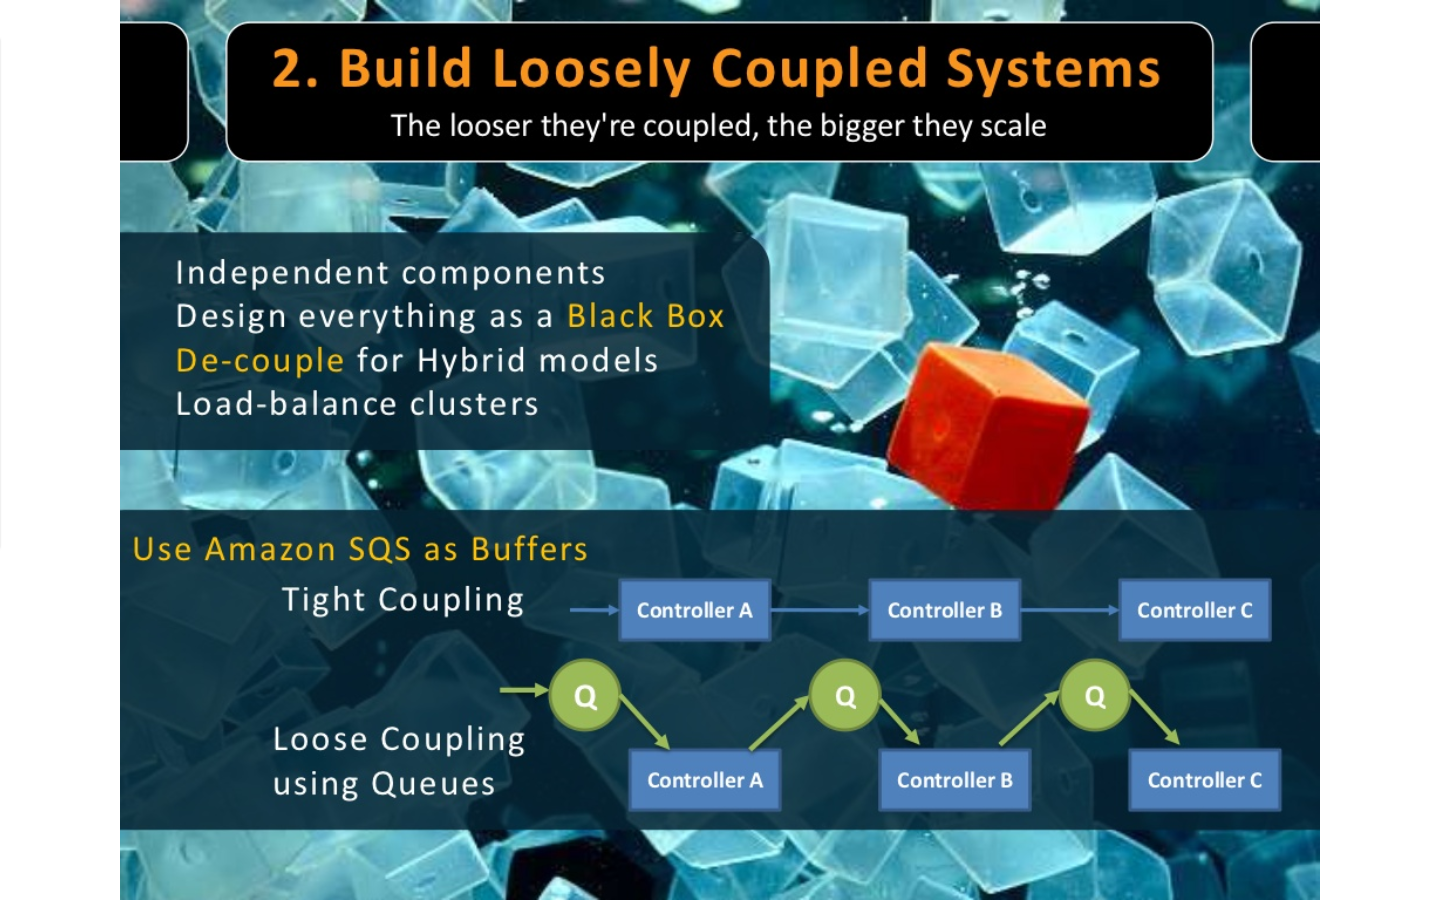 2. Build Loosely Coupled Systems
The looser they're coupled, the bigger they scale
Independent components
Design everything as a Black Box
De-couple for Hybrid models
Load-balance clusters
Use Amazon SQS as Buffers
Tight Coupling
Controller A
Controller B
Controller C
Q
Q
Q
Loose Coupling
using Queues
Controller A
Controller B
Controller C